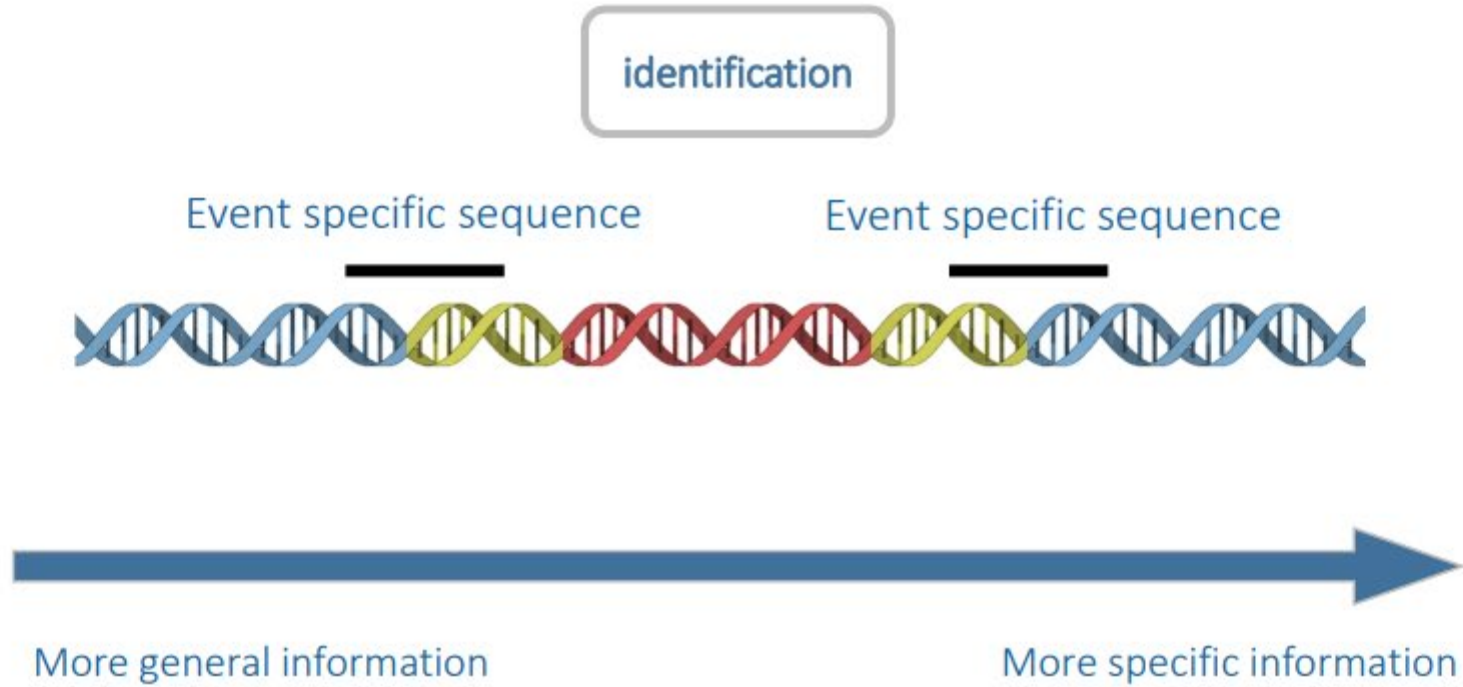 identification
Event specific sequence
Event specific sequence
More general information
More specific information